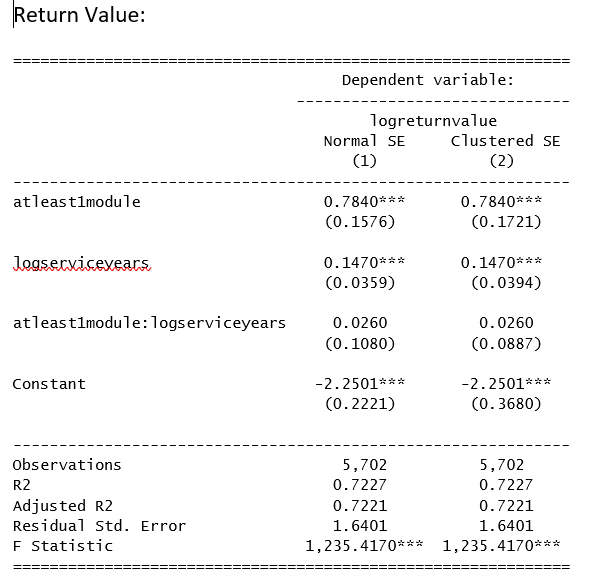 Return Value:
==============================================================
Dependent variable:
------------------------------
logreturnvalue
Normal SE Clustered SE
(1) (2)
--------------------------------------------------------------
atleast1module 0.7840*** 0.7840***
(0.1576) (0.1721)
logserviceyears 0.1470*** 0.1470***
(0.0359) (0.0394)
atleast1module:logserviceyears 0.0260 0.0260
(0.1080) (0.0887)
Constant -2.2501*** -2.2501***
(0.2221) (0.3680)
--------------------------------------------------------------
Observations 5,702 5,702
R2 0.7227 0.7227
Adjusted R2 0.7221 0.7221
Residual Std. Error 1.6401 1.6401
F Statistic 1,235.4170*** 1,235.4170***
==============================================================